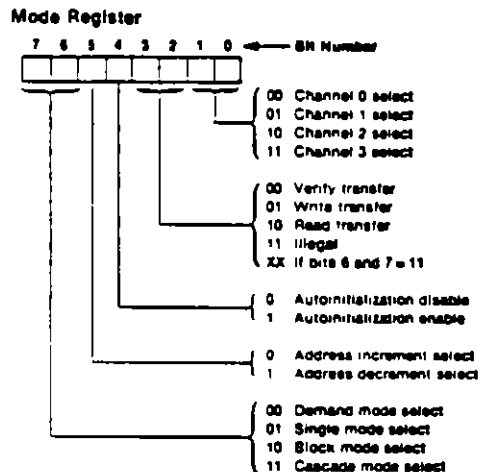 Mode Register
7 6 5 4 3 2 1 0 Bit Number
00 Channel 0 select
01 Channel 1 select
10 Channel 2 select
11 Channel 3 select
00 Verify transfer
01 Write transfer
10 Read transfer
11 Illegal
XX If bits 6 and 7 = 11
0 Autoinitialization disable
1 Autoinitialization enable
0 Address increment select
1 Address decrement select
00 Demand mode select
01 Single mode select
10 Block mode select
11 Cascade mode select